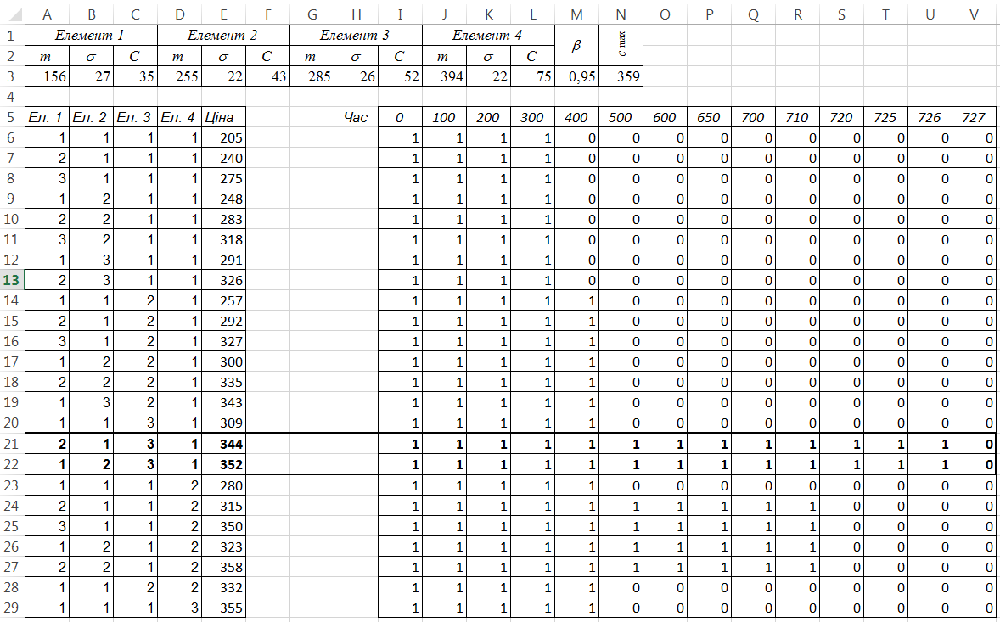 A B C D E F G H I J K L M N O P Q R S T U V
1 Елемент 1 Елемент 2 Елемент 3 Елемент 4 β c max
2 m σ C m σ C m σ C m σ C
3 156 27 35 255 22 43 285 26 52 394 22 75 0,95 359
4
5 Ел. 1 Ел. 2 Ел. 3 Ел. 4 Ціна Час 0 100 200 300 400 500 600 650 700 710 720 725 726 727
6 1 1 1 1 205 1 1 1 1 0 0 0 0 0 0 0 0 0 0
7 2 1 1 1 240 1 1 1 1 0 0 0 0 0 0 0 0 0 0
8 3 1 1 1 275 1 1 1 1 0 0 0 0 0 0 0 0 0 0
9 1 2 1 1 248 1 1 1 1 0 0 0 0 0 0 0 0 0 0
10 2 2 1 1 283 1 1 1 1 0 0 0 0 0 0 0 0 0 0
11 3 2 1 1 318 1 1 1 1 0 0 0 0 0 0 0 0 0 0
12 1 3 1 1 291 1 1 1 1 0 0 0 0 0 0 0 0 0 0
13 2 3 1 1 326 1 1 1 1 0 0 0 0 0 0 0 0 0 0
14 1 1 2 1 257 1 1 1 1 1 0 0 0 0 0 0 0 0 0
15 2 1 2 1 292 1 1 1 1 1 0 0 0 0 0 0 0 0 0
16 3 1 2 1 327 1 1 1 1 1 0 0 0 0 0 0 0 0 0
17 1 2 2 1 300 1 1 1 1 1 0 0 0 0 0 0 0 0 0
18 2 2 2 1 335 1 1 1 1 1 0 0 0 0 0 0 0 0 0
19 1 3 2 1 343 1 1 1 1 1 0 0 0 0 0 0 0 0 0
20 1 1 3 1 309 1 1 1 1 1 0 0 0 0 0 0 0 0 0
21 2 1 3 1 344 1 1 1 1 1 1 1 1 1 1 1 1 1 0
22 1 2 3 1 352 1 1 1 1 1 1 1 1 1 1 1 1 1 0
23 1 1 1 2 280 1 1 1 1 1 0 0 0 0 0 0 0 0 0
24 2 1 1 2 315 1 1 1 1 1 1 1 1 1 1 0 0 0 0
25 3 1 1 2 350 1 1 1 1 1 1 1 1 1 1 0 0 0 0
26 1 2 1 2 323 1 1 1 1 1 1 1 1 1 1 0 0 0 0
27 2 2 1 2 358 1 1 1 1 1 1 1 1 1 1 0 0 0 0
28 1 1 2 2 332 1 1 1 1 1 0 0 0 0 0 0 0 0 0
29 1 1 1 3 355 1 1 1 1 1 0 0 0 0 0 0 0 0 0